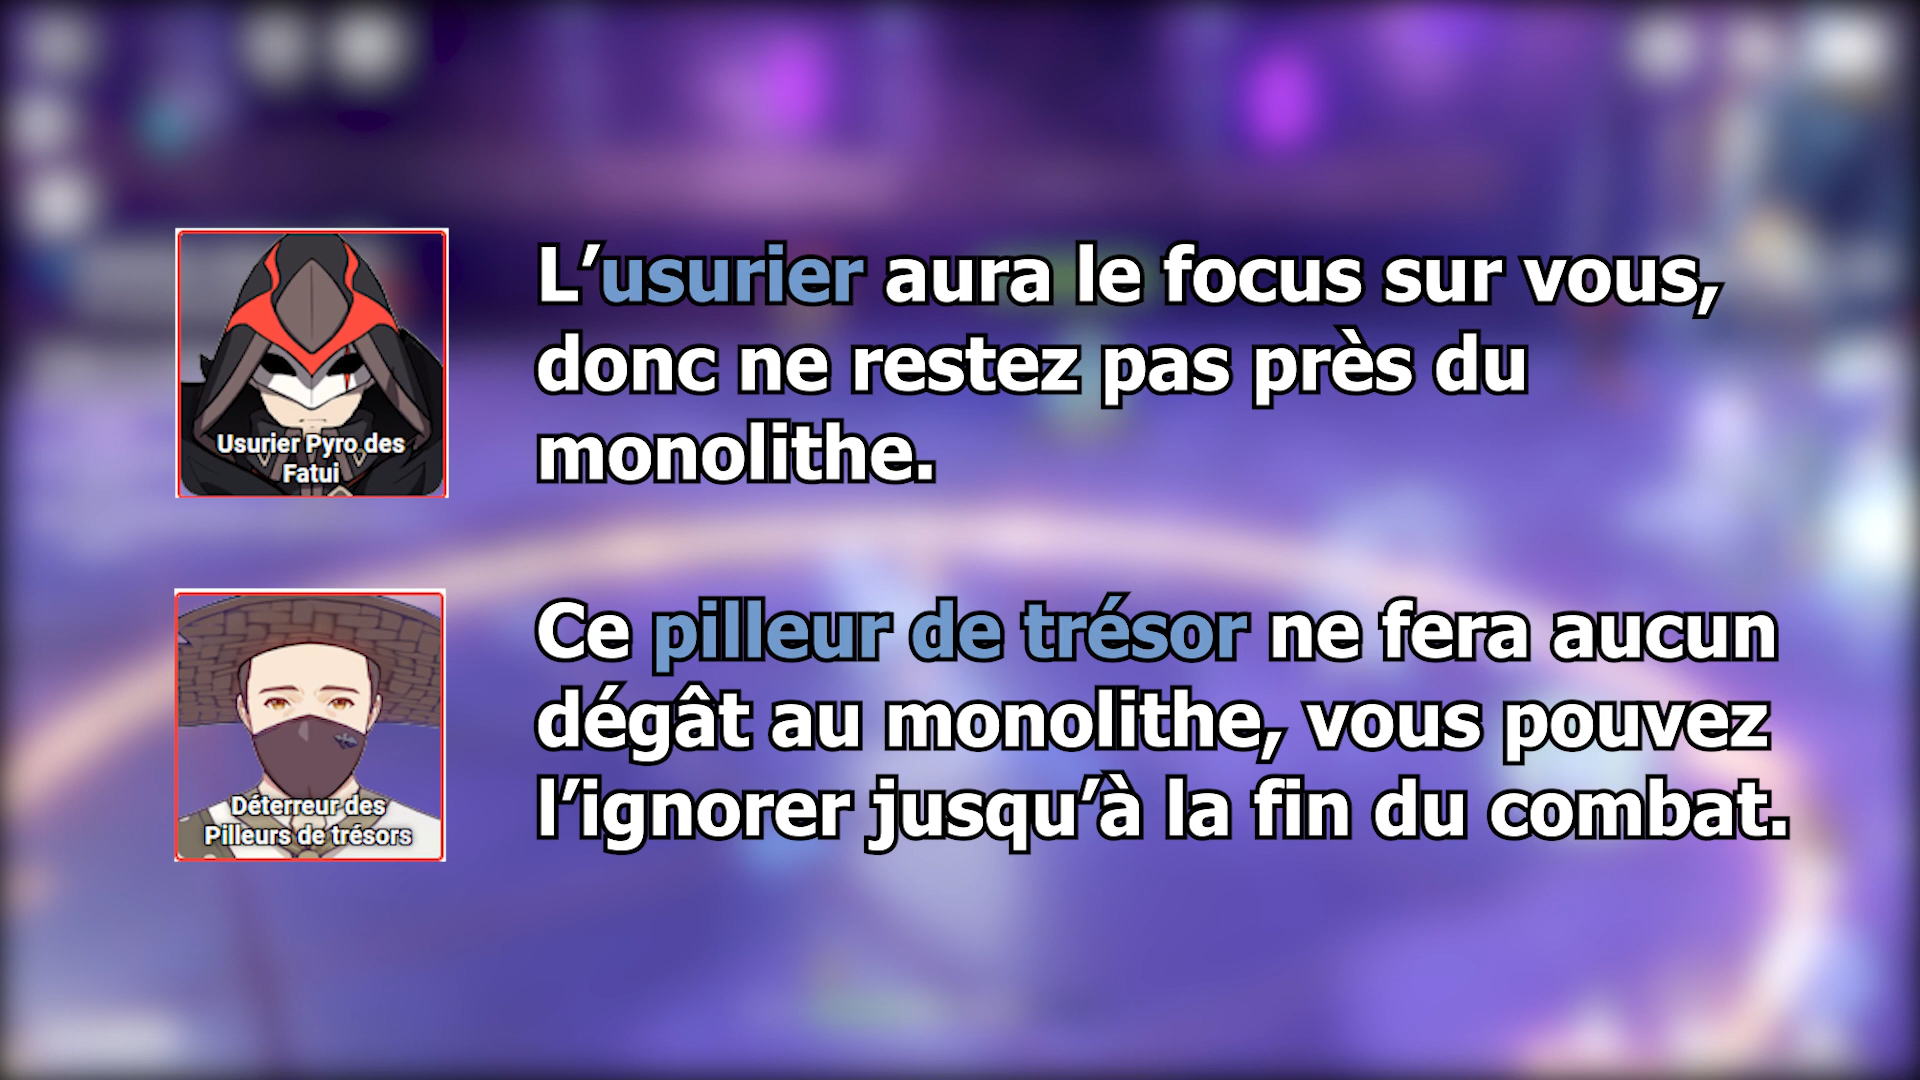 L’usurier aura le focus sur vous,
donc ne restez pas près du
monolithe.
Usurier Pyro des
Fatui
Ce pilleur de trésor ne fera aucun
dégât au monolithe, vous pouvez
l’ignorer jusqu’à la fin du combat.
Déterreur des
Pilleurs de trésors